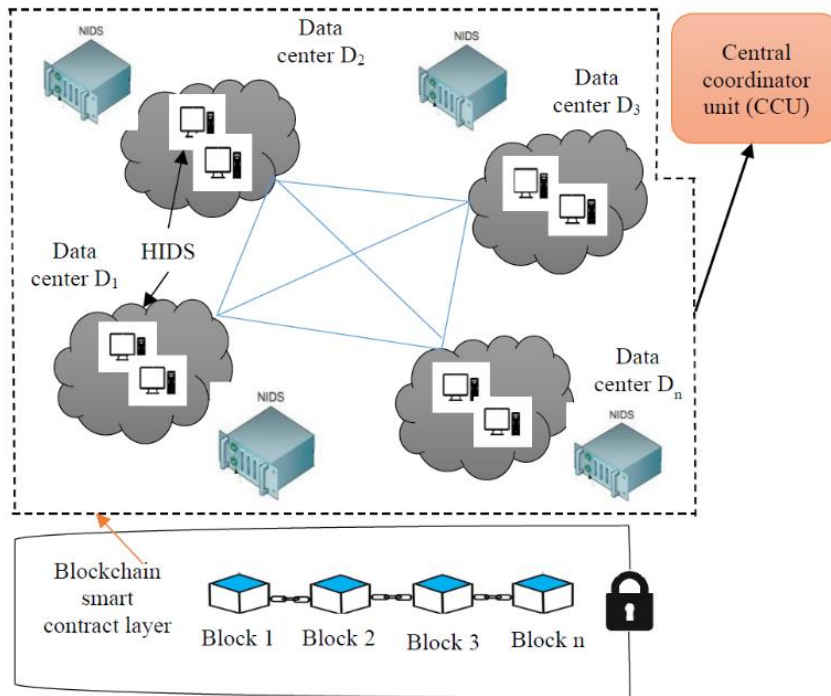 NIDS
Data
center D2
NIDS
Data
center D3
Central
coordinator
unit (CCU)
Data
center D1
HIDS
Data
center Dn
NIDS
Blockchain
smart
contract layer
Block 1
Block 2
Block 3
Block n